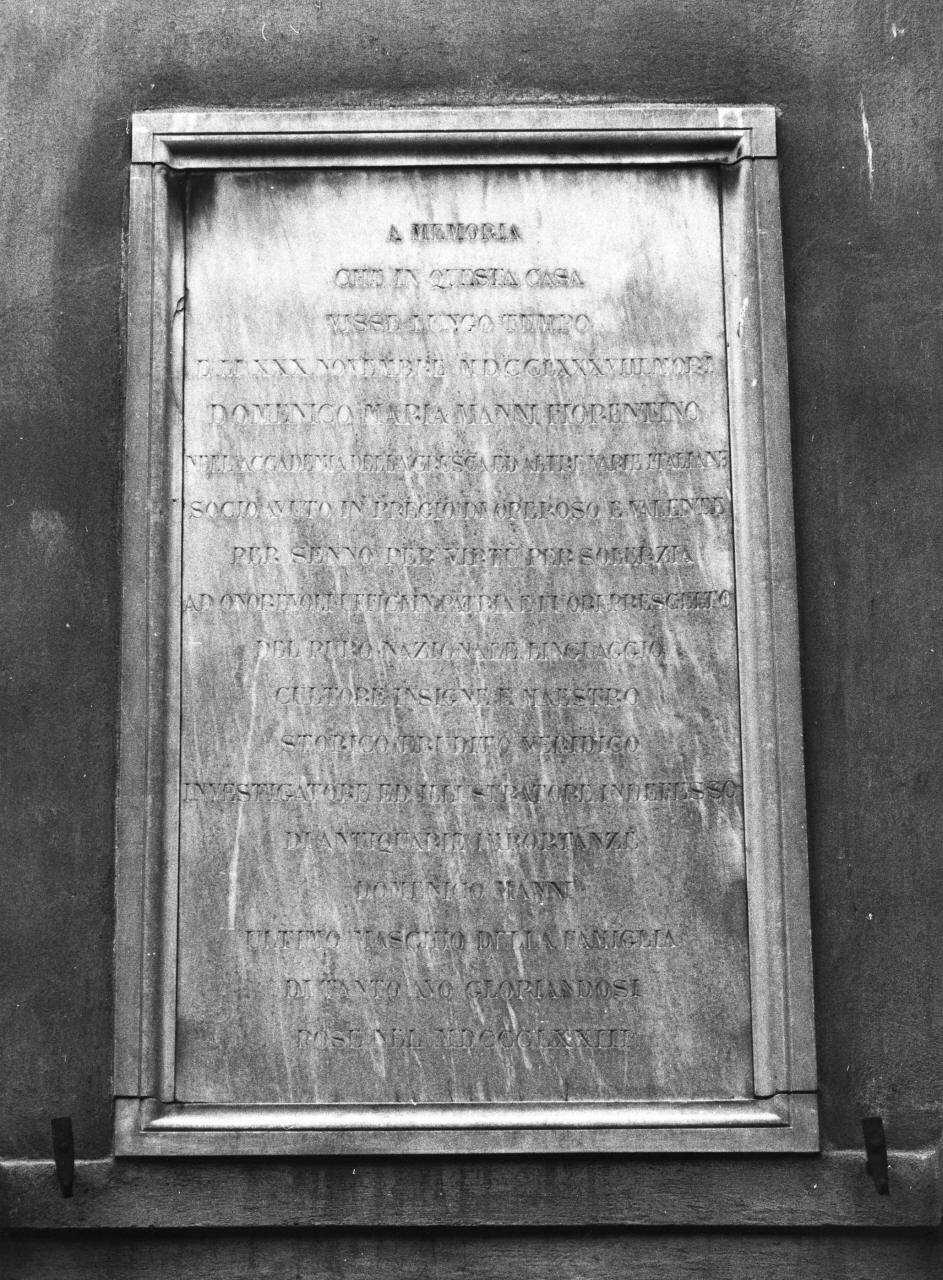 A MEMORIA
CHE IN QUESTA CASA
VISSE LUNGO TEMPO
E IL XXX NOVEMBRE MDCCLXXXVIII MORÌ
DOMENICO MARIA MANNI FIORENTINO
NELL'ACCADEMIA DELLA CRUSCA ED ALTRE VARIE ITALIANE
SOCIO AVUTO IN PREGIO DI OPEROSO E VALENTE
PER SENNO PER VIRTÙ PER SOLERZIA
AD ONOREVOLI UFFICI IN PATRIA E FUORI PRESCELTO
DEL PURO NAZIONALE LINGUAGGIO
CULTORE INSIGNE E MAESTRO
STORICO ERUDITO VERIDICO
INVESTIGATORE ED ILLUSTRATORE INDEFESSO
DI ANTIQUARIE IMPORTANZE
DOMENICO MANNI
ULTIMO MASCHIO DELLA FAMIGLIA
DI TANTO AVO GLORIANDOSI
POSE NEL MDCCCLXXIII